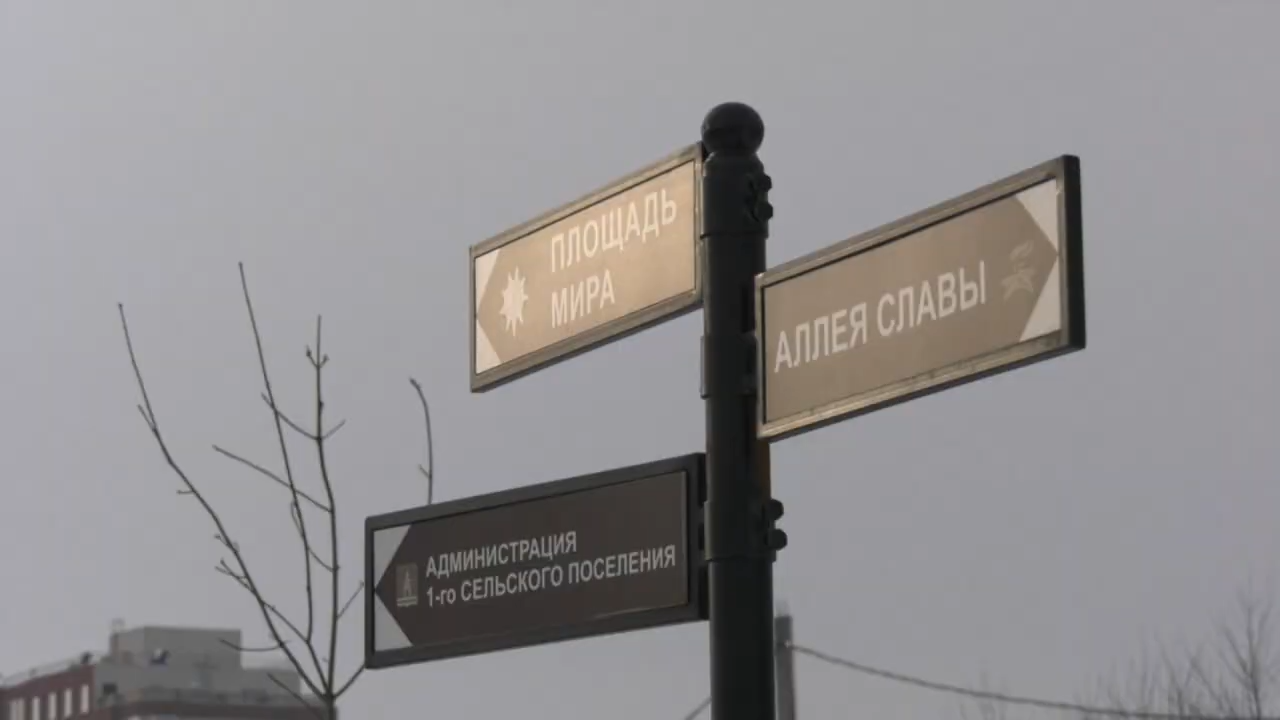 ПЛОЩАДЬ
МИРА
АЛЛЕЯ СЛАВЫ
АДМИНИСТРАЦИЯ
1-го СЕЛЬСКОГО ПОСЕЛЕНИЯ